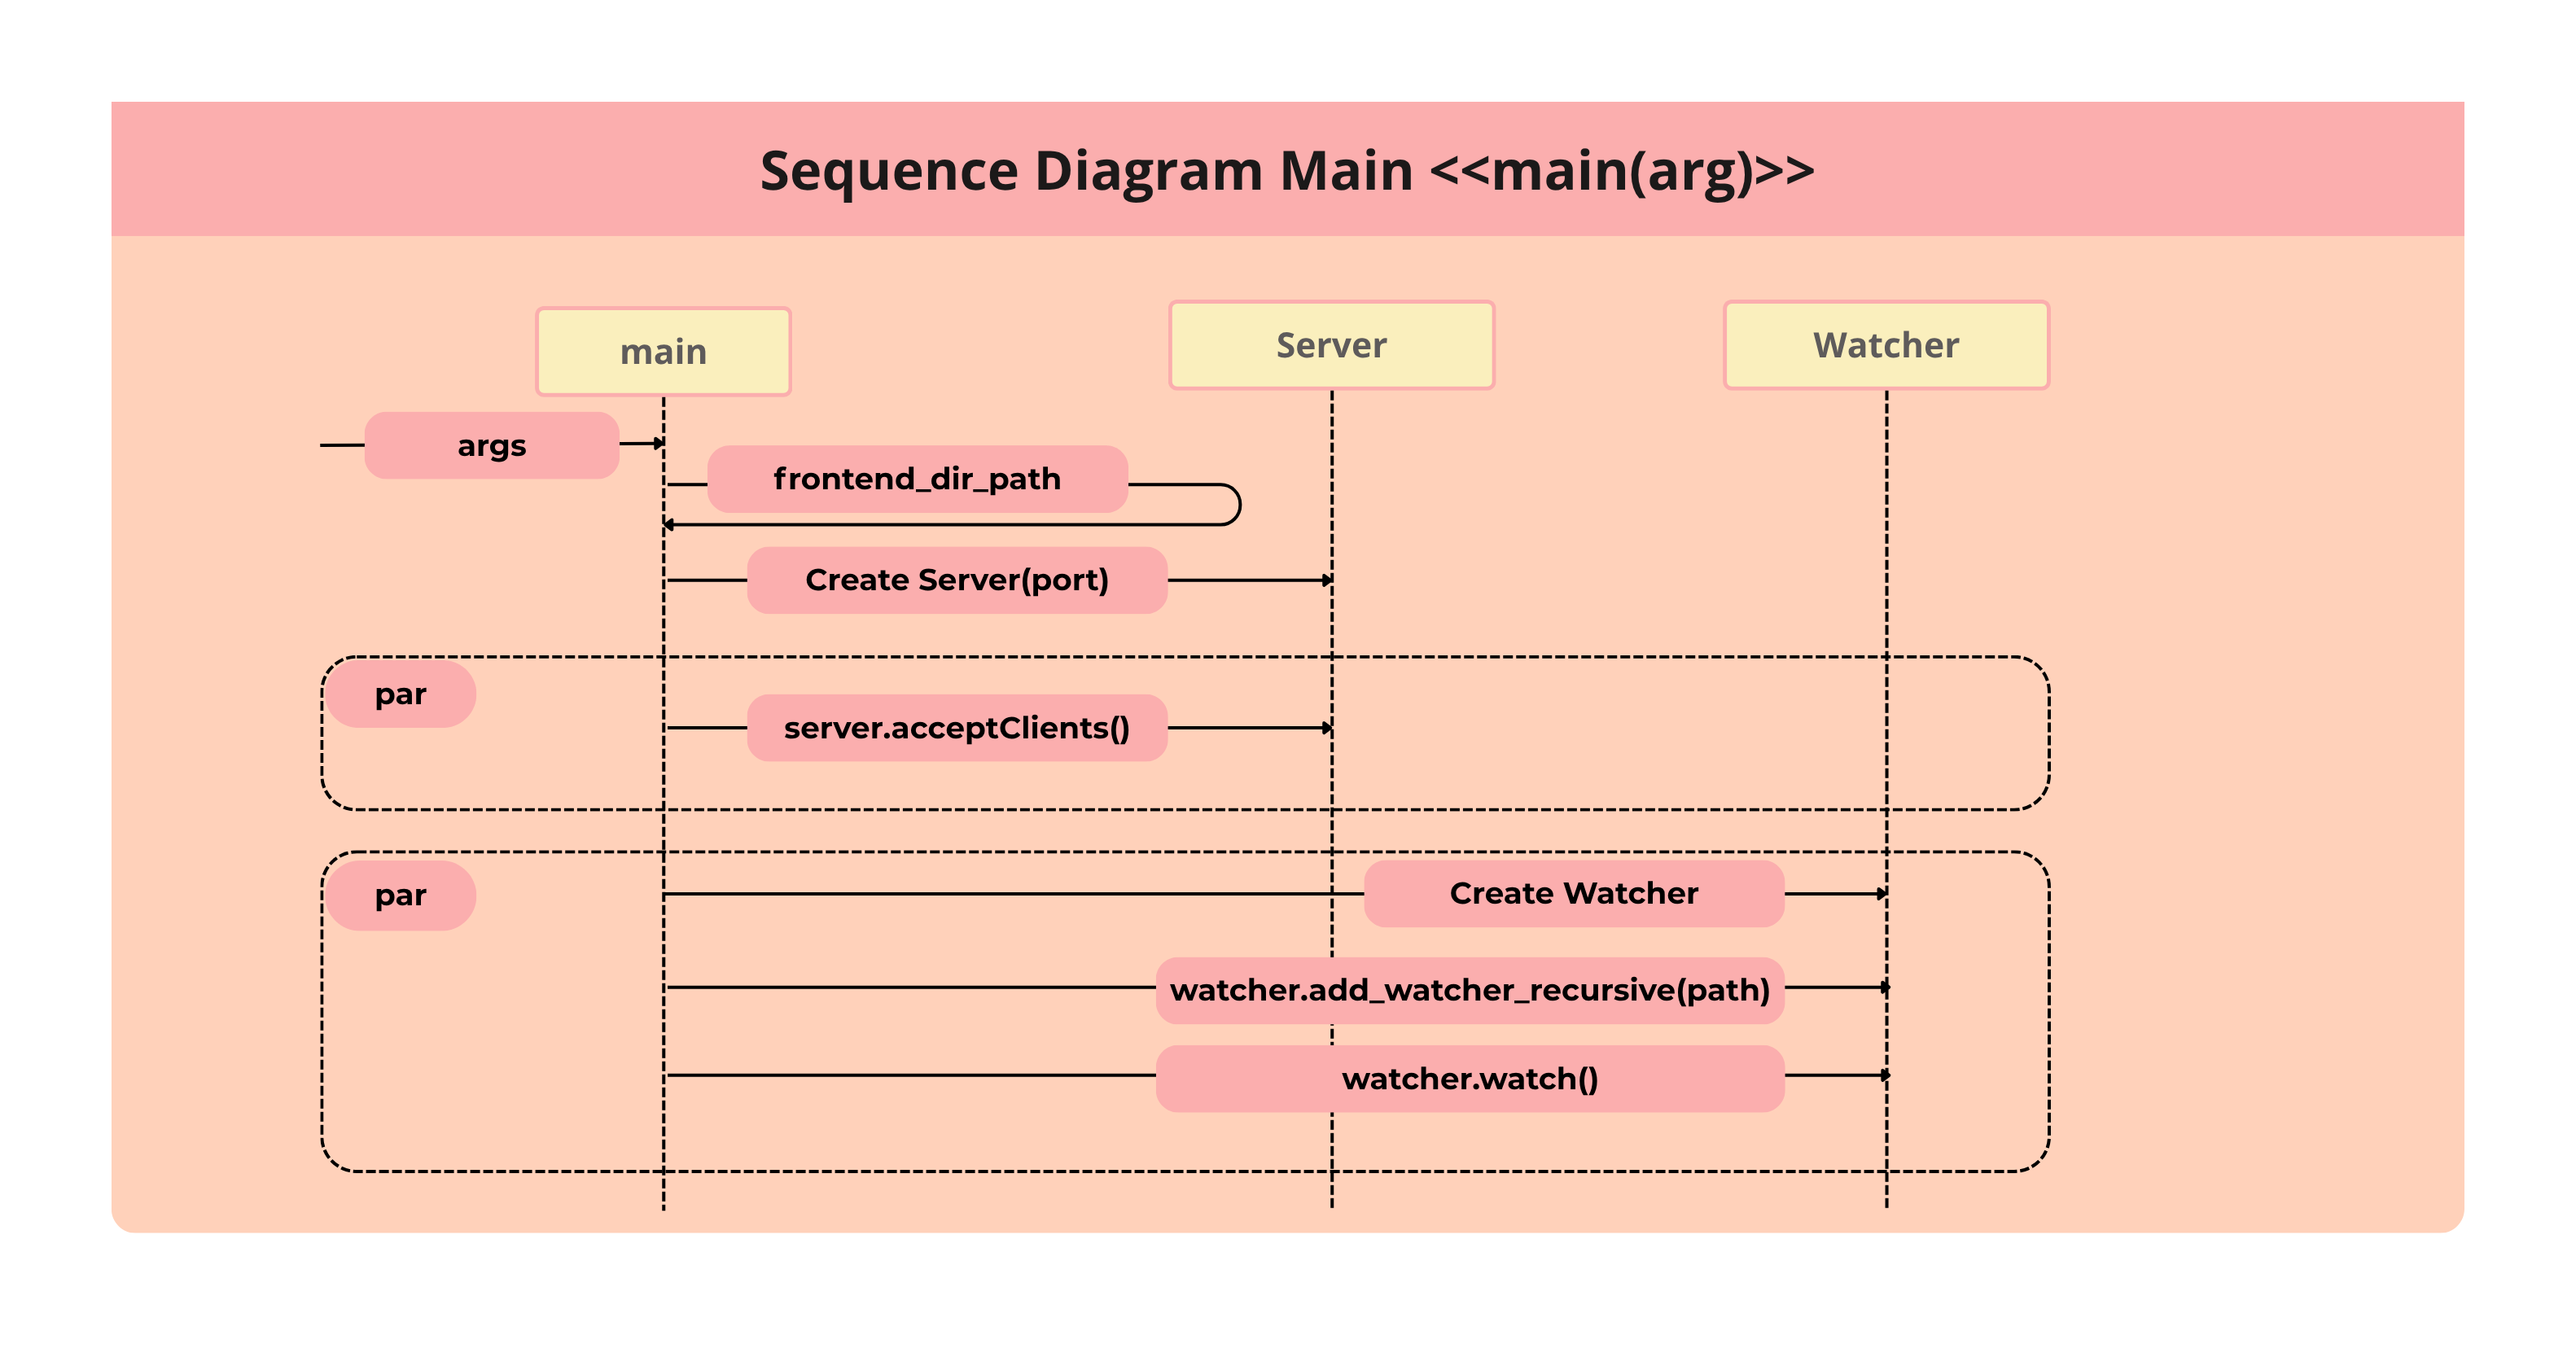 Sequence Diagram Main <<main(arg)>>
main
Server
Watcher
args
frontend_dir_path
Create Server(port)
par
server.acceptClients()
par
Create Watcher
watcher.add_watcher_recursive(path)
watcher.watch()